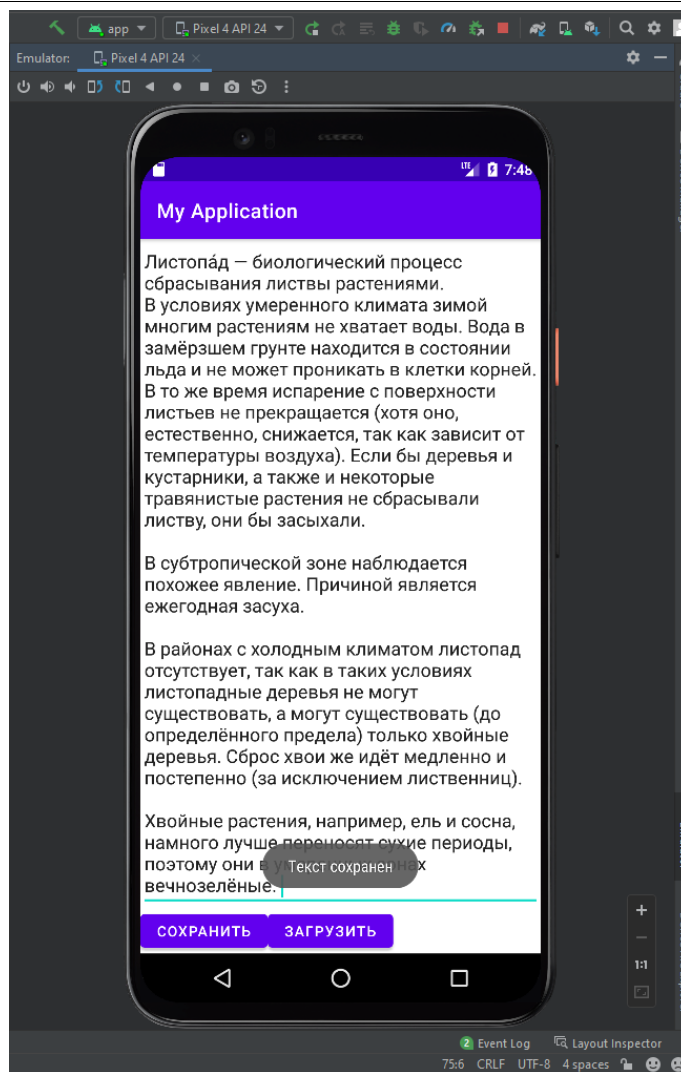 app
Pixel 4 API 24
Emulator:
Pixel 4 API 24
LTE
7:48
My Application
Листопа́д — биологический процесс
сбрасывания листвы растениями.
В условиях умеренного климата зимой
многим растениям не хватает воды. Вода в
замёрзшем грунте находится в состоянии
льда и не может проникать в клетки корней.
В то же время испарение с поверхности
листьев не прекращается (хотя оно,
естественно, снижается, так как зависит от
температуры воздуха). Если бы деревья и
кустарники, а также и некоторые
травянистые растения не сбрасывали
листву, они бы засыхали.
В субтропической зоне наблюдается
похожее явление. Причиной является
ежегодная засуха.
В районах с холодным климатом листопад
отсутствует, так как в таких условиях
листопадные деревья не могут
существовать, а могут существовать (до
определённого предела) только хвойные
деревья. Сброс хвои же идёт медленно и
постепенно (за исключением лиственниц).
Хвойные растения, например, ель и сосна,
намного лучше переносят сухие периоды,
поэтому они в
Текст сохранен
вечнозелёные.
СОХРАНИТЬ ЗАГРУЗИТЬ
1:1
2 Event Log Layout Inspector
75:6 CRLF UTF-8 4 spaces